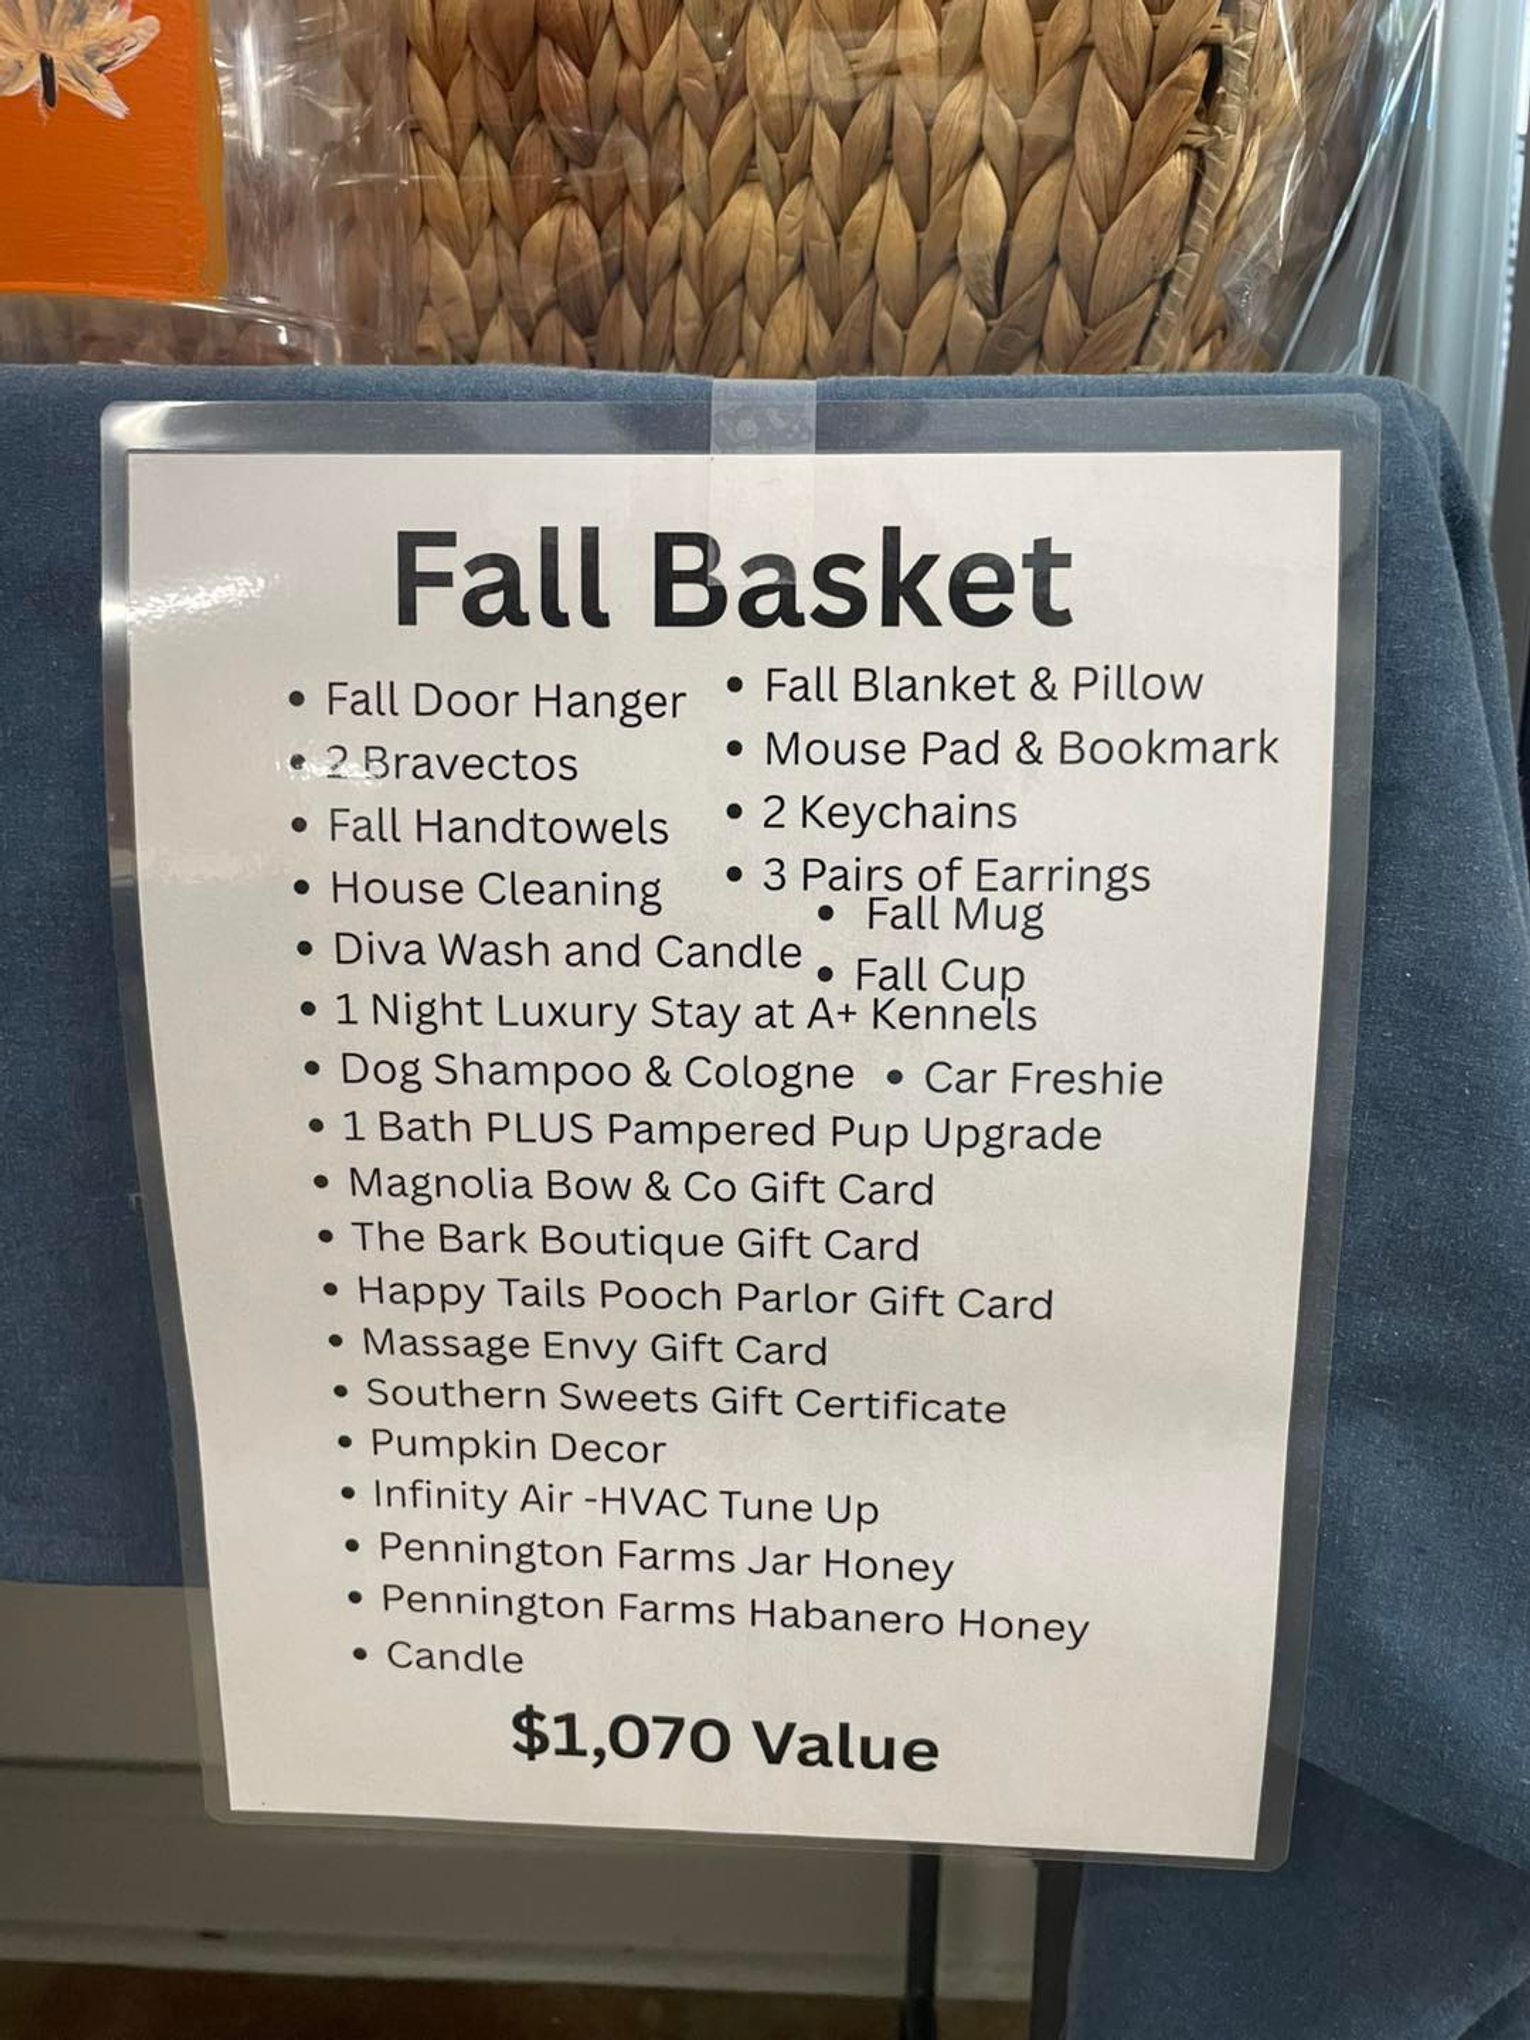 Fall Basket
• Fall Door Hanger
• 2 Bravectos
• Fall Handtowels
• House Cleaning
• Diva Wash and Candle
• 1 Night Luxury Stay at A+ Kennels
• Dog Shampoo & Cologne
• 1 Bath PLUS Pampered Pup Upgrade
• Magnolia Bow & Co Gift Card
• The Bark Boutique Gift Card
• Happy Tails Pooch Parlor Gift Card
• Massage Envy Gift Card
• Southern Sweets Gift Certificate
• Pumpkin Decor
• Infinity Air -HVAC Tune Up
• Pennington Farms Jar Honey
• Pennington Farms Habanero Honey
• Candle
• Fall Blanket & Pillow
• Mouse Pad & Bookmark
• 2 Keychains
• 3 Pairs of Earrings
• Fall Mug
• Fall Cup
• Car Freshie
$1,070 Value